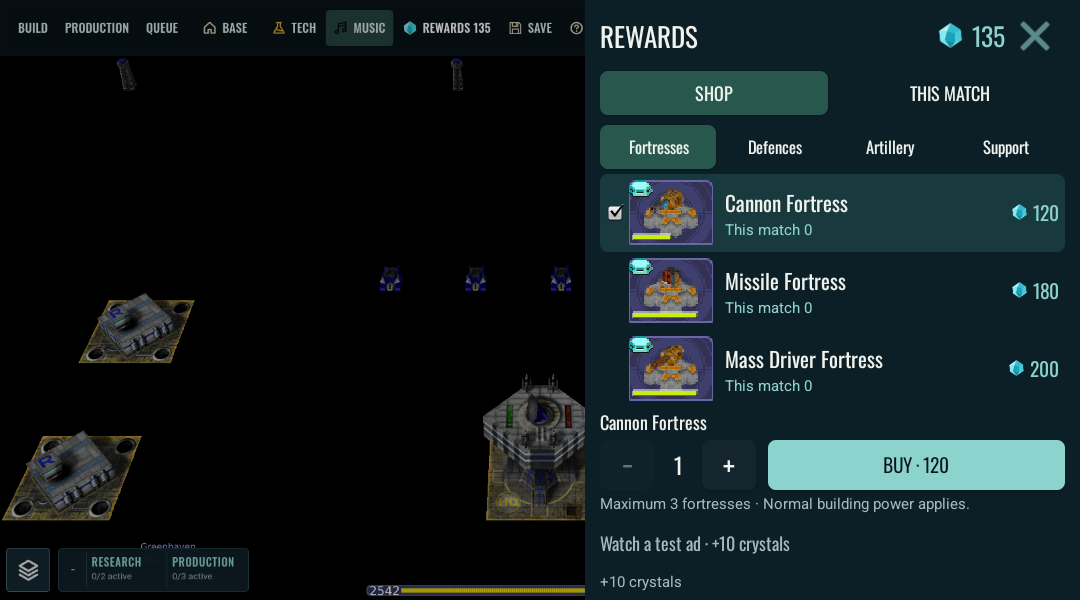 BUILD PRODUCTION QUEUE BASE TECH MUSIC REWARDS 135 SAVE
REWARDS 135
SHOP THIS MATCH
Fortresses Defences Artillery Support
Cannon Fortress 120
This match 0
Missile Fortress 180
This match 0
Mass Driver Fortress 200
This match 0
Cannon Fortress
- 1 + BUY · 120
Maximum 3 fortresses · Normal building power applies.
Watch a test ad · +10 crystals
+10 crystals
Greenhaven
- RESEARCH PRODUCTION
0/2 active 0/3 active
2542